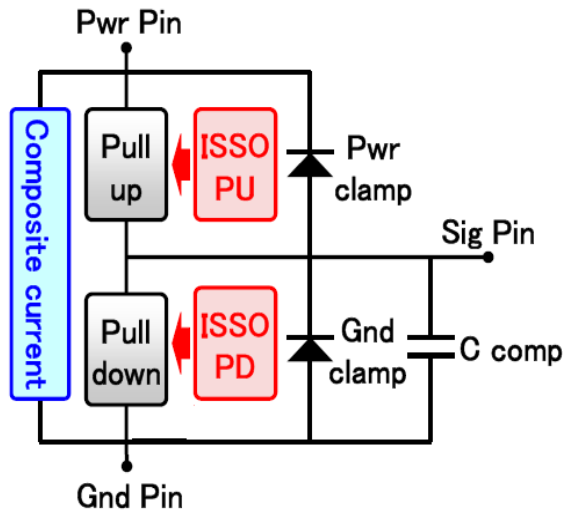 Pwr Pin
Composite current
Pull
up
ISSO
PU
Pwr
clamp
Sig Pin
Pull
down
ISSO
PD
Gnd
clamp
C comp
Gnd Pin